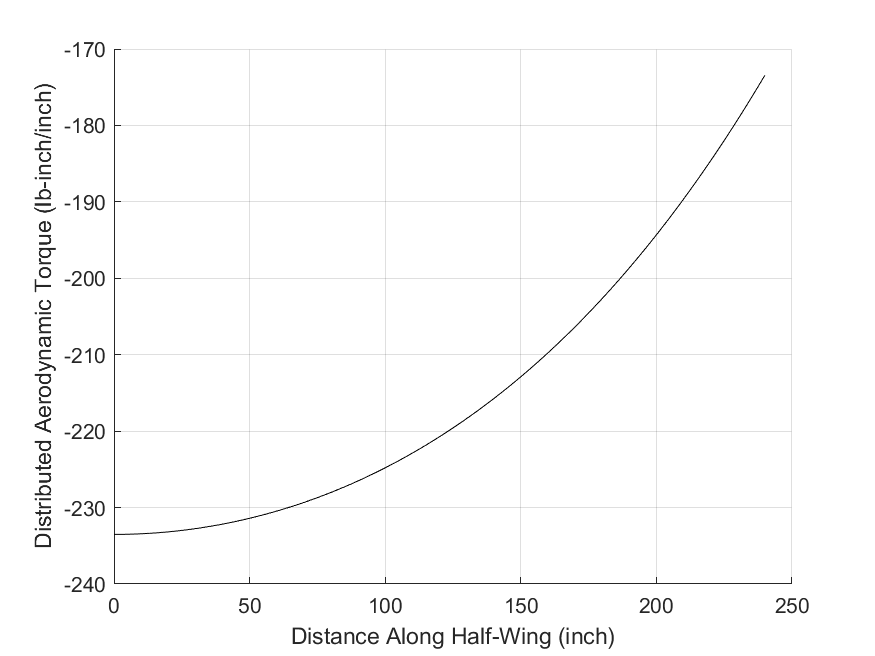 -170
-180
-190
-200
-210
-220
-230
-240
0 50 100 150 200 250
Distance Along Half-Wing (inch)
Distributed Aerodynamic Torque (lb-inch/inch)